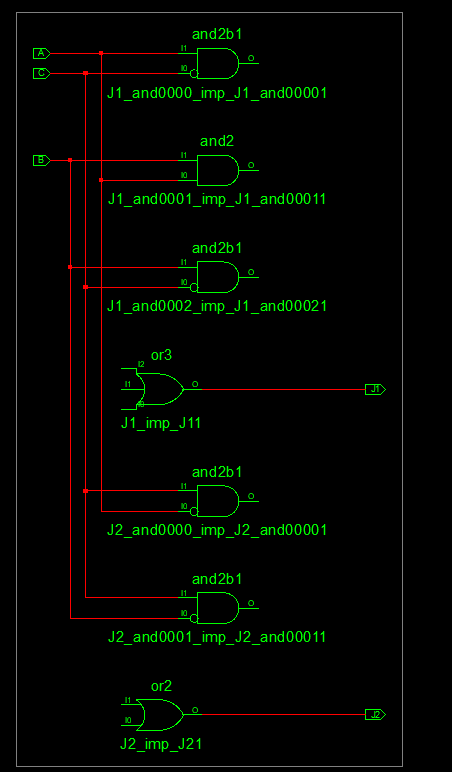 and2b1
A
I1
O
C
I0
J1_and0000_imp_J1_and00001
and2
B
I1
O
I0
J1_and0001_imp_J1_and00011
and2b1
I1
O
I0
J1_and0002_imp_J1_and00021
or3
I2
I1
O
J1
I0
J1_imp_J11
and2b1
I1
O
I0
J2_and0000_imp_J2_and00001
and2b1
I1
O
I0
J2_and0001_imp_J2_and00011
or2
I1
O
J2
I0
J2_imp_J21